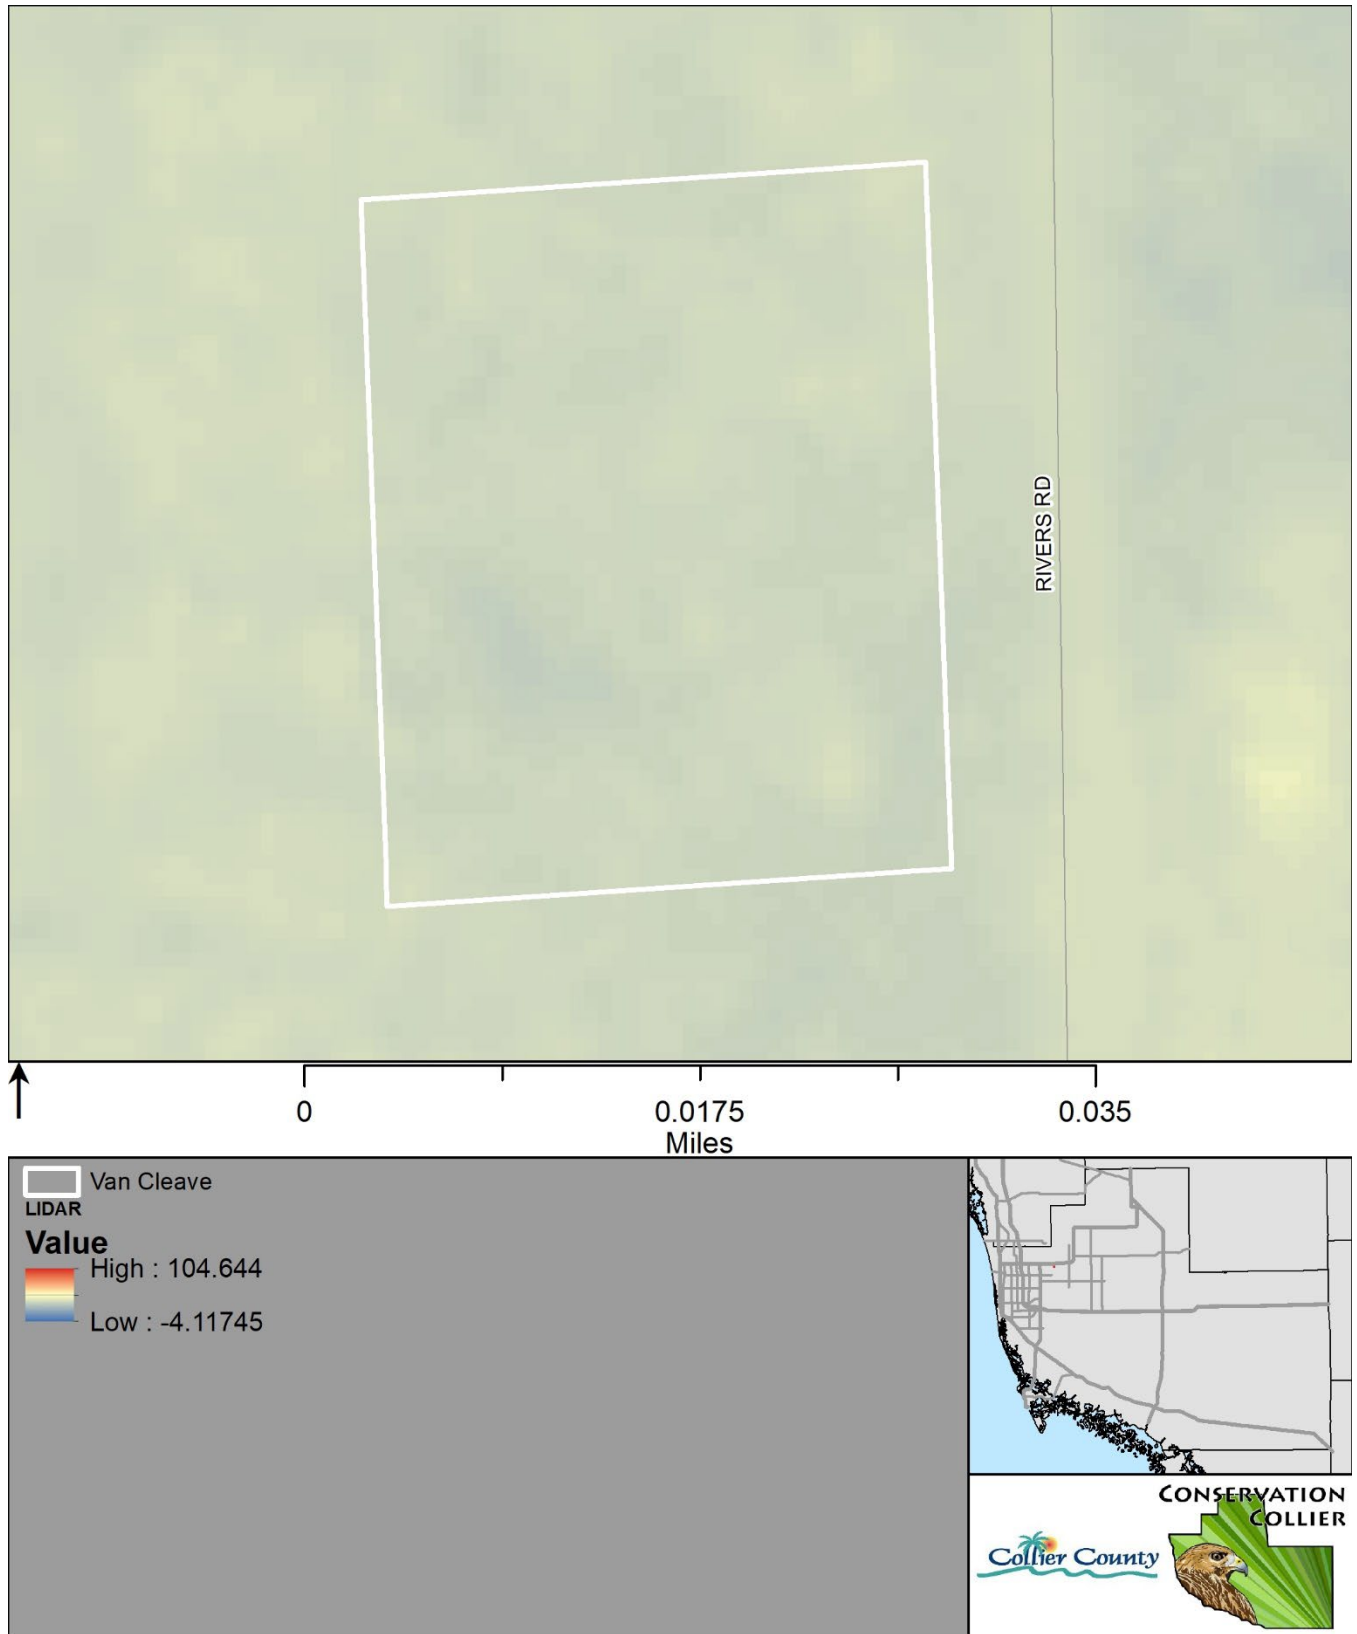 RIVERS RD
0 0.0175 0.035
Miles
Van Cleave
LIDAR
Value
High : 104.644
Low : -4.11745
CONSERVATION
COLLIER
Collier County